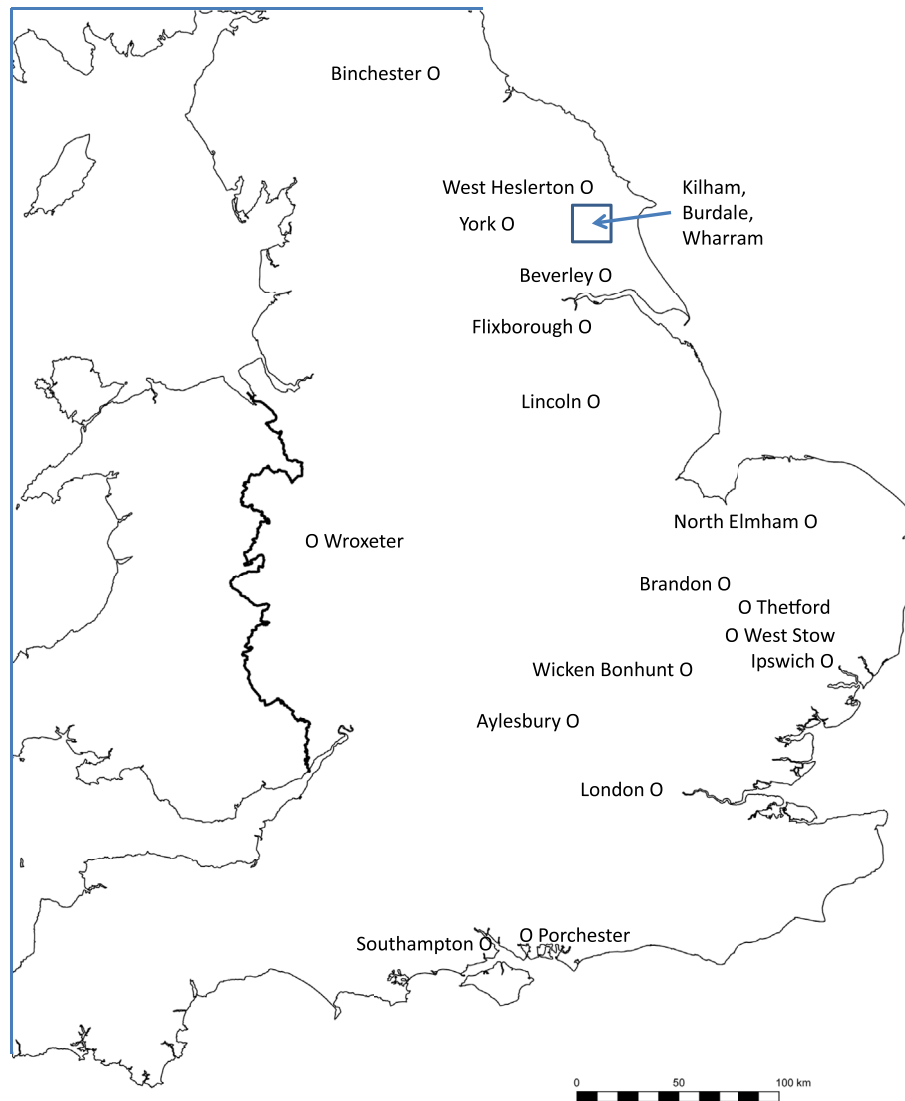 Binchester O
West Heslerton O
Kilham,
Burdale,
Wharram
York O
Beverley O
Flixborough O
Lincoln O
North Elmham O
O Wroxeter
Brandon O
O Thetford
O West Stow
Ipswich O
Wicken Bonhunt O
Aylesbury O
London O
O Porchester
Southampton O
0 50 100 km